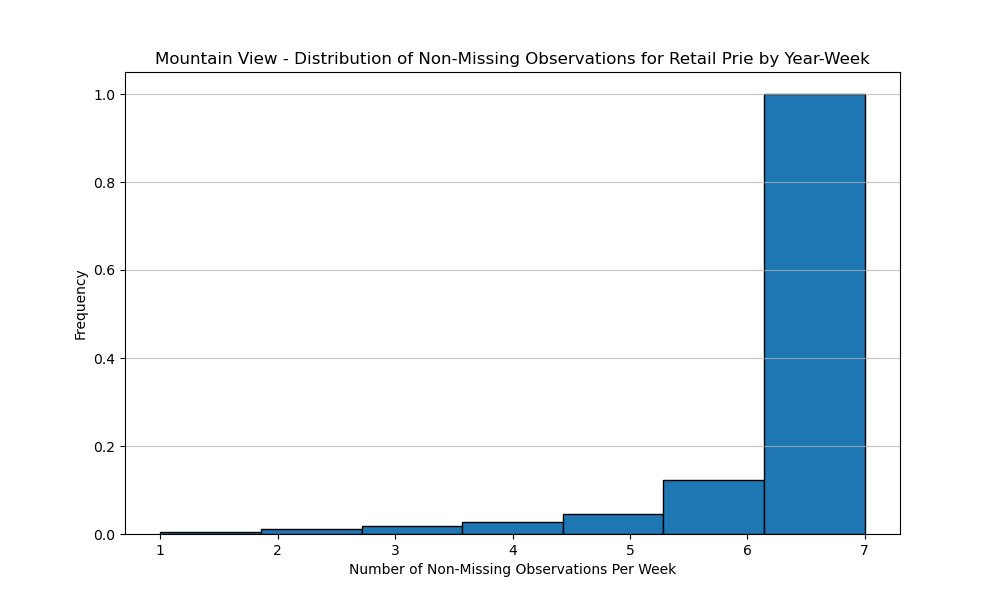 Mountain View - Distribution of Non-Missing Observations for Retail Prie by Year-Week
1.0
0.8
0.6
0.4
0.2
0.0
Frequency
1 2 3 4 5 6 7
Number of Non-Missing Observations Per Week